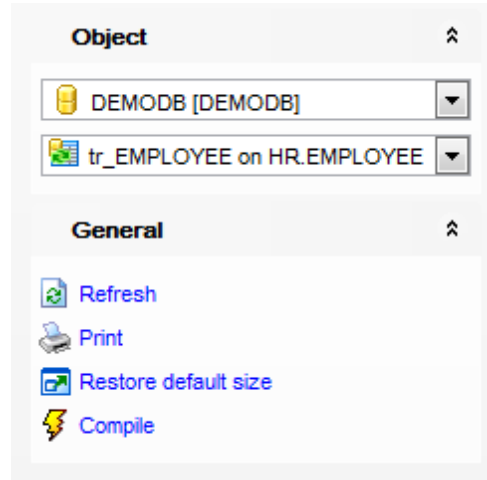 Object
DEMODB [DEMODB]
tr_EMPLOYEE on HR.EMPLOYEE
General
Refresh
Print
Restore default size
Compile